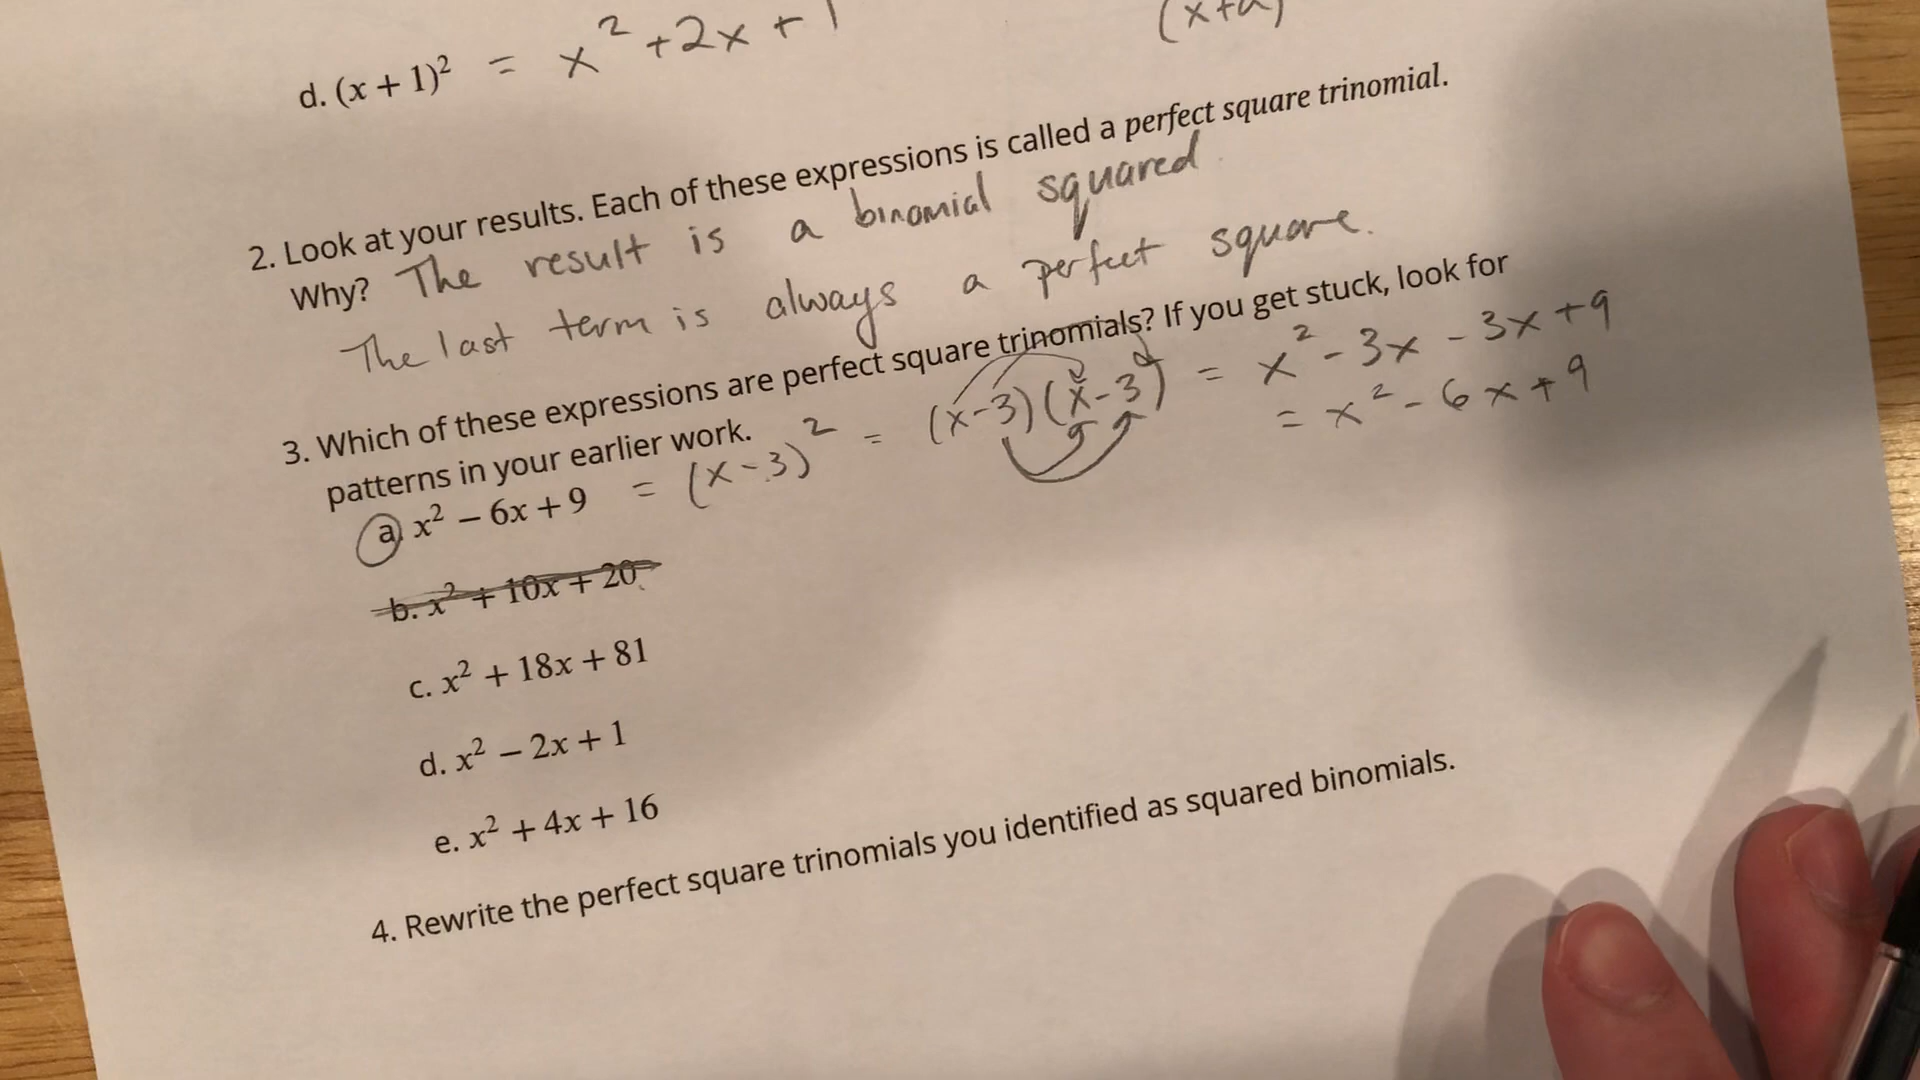 d. (x + 1)² = x² + 2x + 1
(x+a)
2. Look at your results. Each of these expressions is called a perfect square trinomial.
Why? The result is a binomial squared.
The last term is always a perfect square.
3. Which of these expressions are perfect square trinomials? If you get stuck, look for
patterns in your earlier work.
a. x² − 6x + 9 = (x-3)² = (x-3)(x-3) = x² - 3x - 3x + 9
= x² - 6x + 9
b. x² + 10x + 20
c. x² + 18x + 81
d. x² − 2x + 1
e. x² + 4x + 16
4. Rewrite the perfect square trinomials you identified as squared binomials.